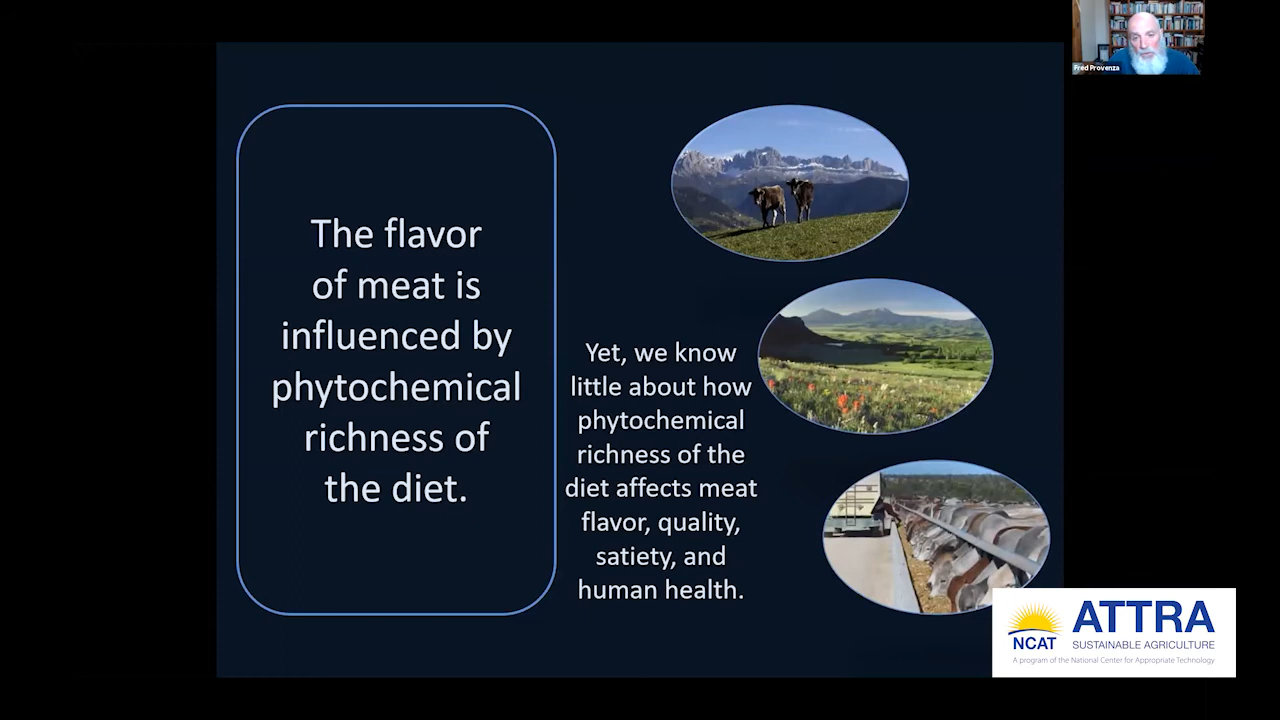 Fred Provenza
The flavor
of meat is
influenced by
phytochemical
richness of
the diet.
Yet, we know
little about how
phytochemical
richness of the
diet affects meat
flavor, quality,
satiety, and
human health.
NCAT
ATTRA
SUSTAINABLE AGRICULTURE
A program of the National Center for Appropriate Technology